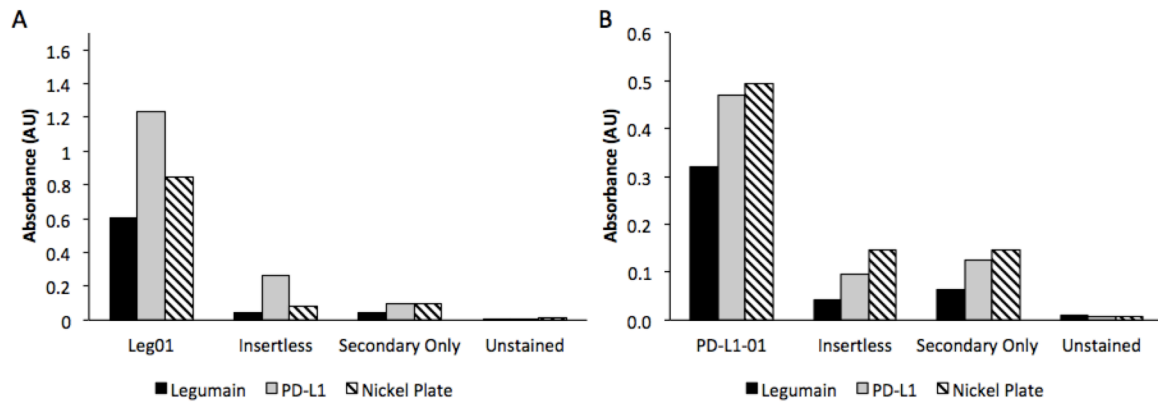 A
Absorbance (AU)
1.6
1.4
1.2
1
0.8
0.6
0.4
0.2
0
Leg01 Insertless Secondary Only Unstained
Legumain PD-L1 Nickel Plate
B
Absorbance (AU)
0.6
0.5
0.4
0.3
0.2
0.1
0.0
PD-L1-01 Insertless Secondary Only Unstained
Legumain PD-L1 Nickel Plate